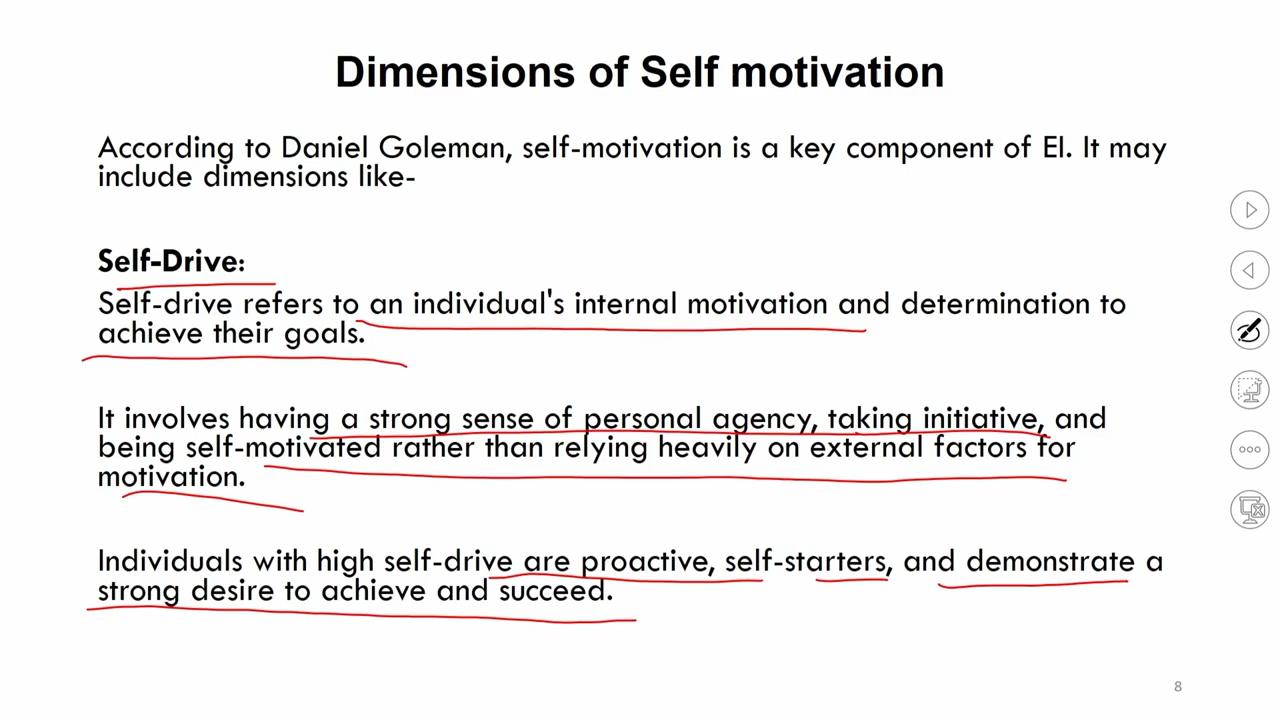 Dimensions of Self motivation
According to Daniel Goleman, self-motivation is a key component of EI. It may
include dimensions like-
Self-Drive:
Self-drive refers to an individual's internal motivation and determination to
achieve their goals.
It involves having a strong sense of personal agency, taking initiative, and
being self-motivated rather than relying heavily on external factors for
motivation.
Individuals with high self-drive are proactive, self-starters, and demonstrate a
strong desire to achieve and succeed.
8